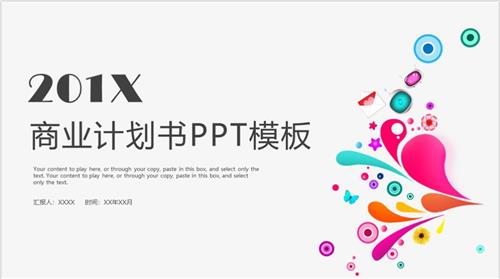 201X
商业计划书PPT模板
Your content to play here, or through your copy, paste in this box, and select only the
text. Your content to play here, or through your copy, paste in this box, and select
only the text.
汇报人：XXXX 时间：XX年XX月